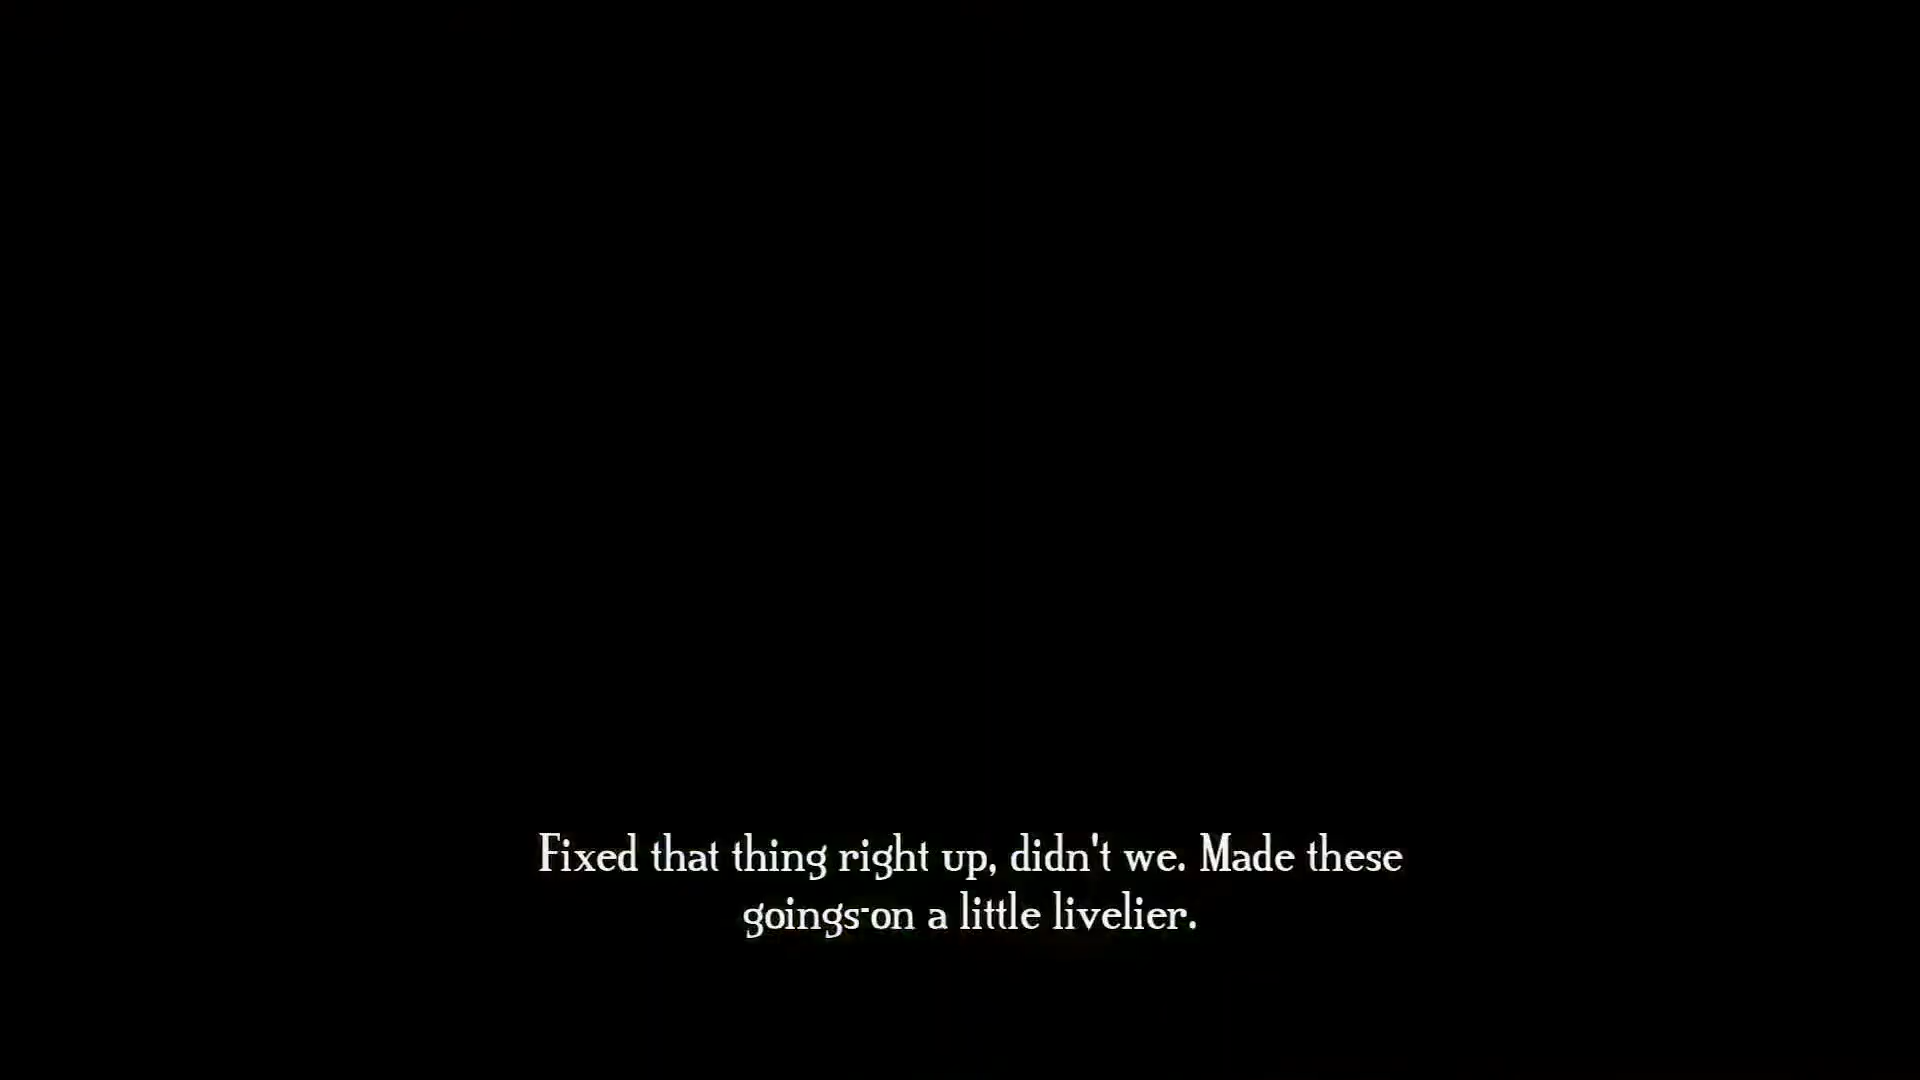 Fixed that thing right up, didn't we. Made these
goings-on a little livelier.